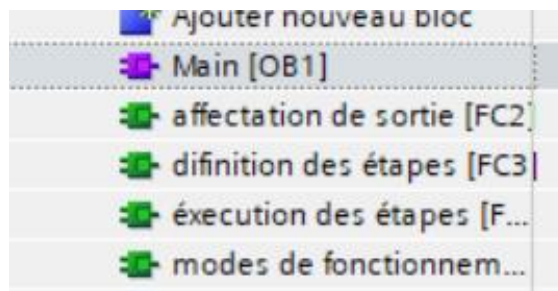 Ajouter nouveau bloc
Main [OB1]
affectation de sortie [FC2]
difinition des étapes [FC3]
éxecution des étapes [F...
modes de fonctionnem...